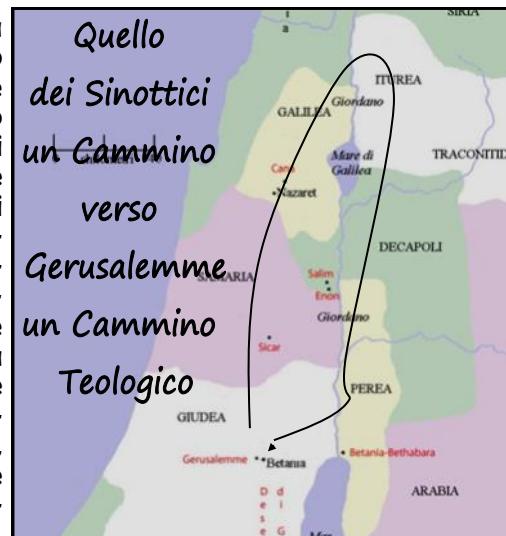 Quello
dei Sinottici
un Cammino
verso
Gerusalemme
un Cammino
Teologico
SIRIA
ITUREA
Giordano
GALILEA
Mare di
Galilea
TRACONITID
Cana
Nazaret
DECAPOLI
SAMARIA
Salim
Enon
Giordano
Sicar
PEREA
GIUDEA
Gerusalemme
Betania
Betania-Bethabara
ARABIA
D d
e i
s G
e